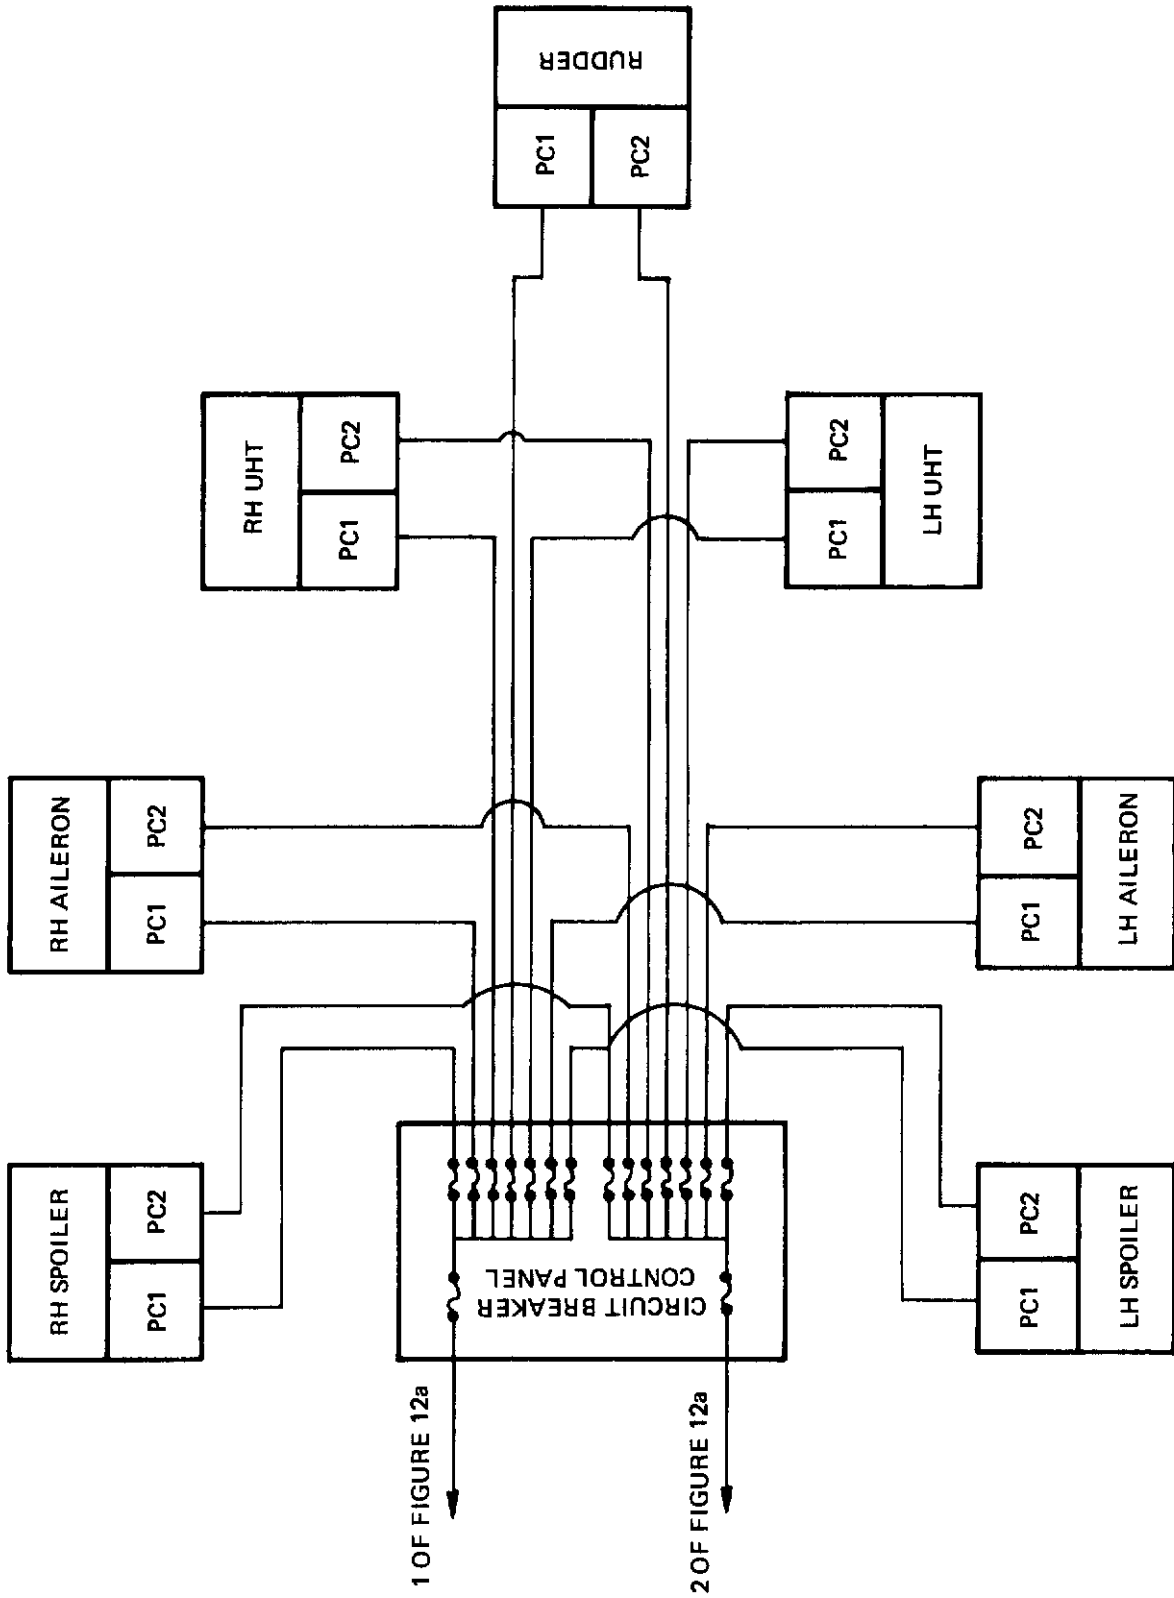 RUDDER
PC1
PC2
RH UHT
PC1
PC2
PC1
PC2
LH UHT
RH AILERON
PC1
PC2
PC1
PC2
LH AILERON
RH SPOILER
PC1
PC2
CIRCUIT BREAKER
CONTROL PANEL
PC1
PC2
LH SPOILER
1 OF FIGURE 12a
2 OF FIGURE 12a